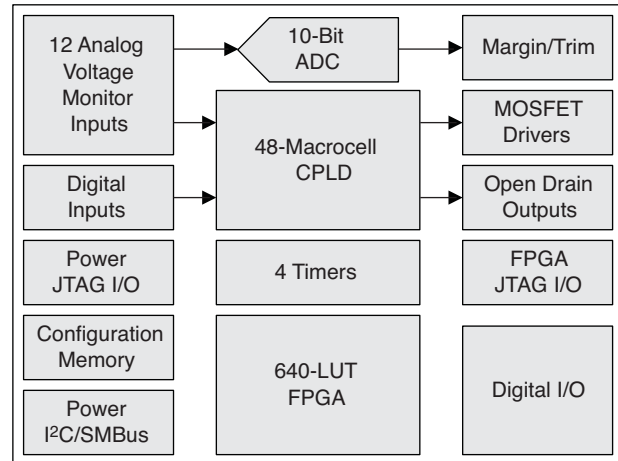 12 Analog
Voltage
Monitor
Inputs
10-Bit
ADC
Margin/Trim
48-Macrocell
CPLD
MOSFET
Drivers
Digital
Inputs
Open Drain
Outputs
Power
JTAG I/O
4 Timers
FPGA
JTAG I/O
Configuration
Memory
640-LUT
FPGA
Digital I/O
Power
I²C/SMBus